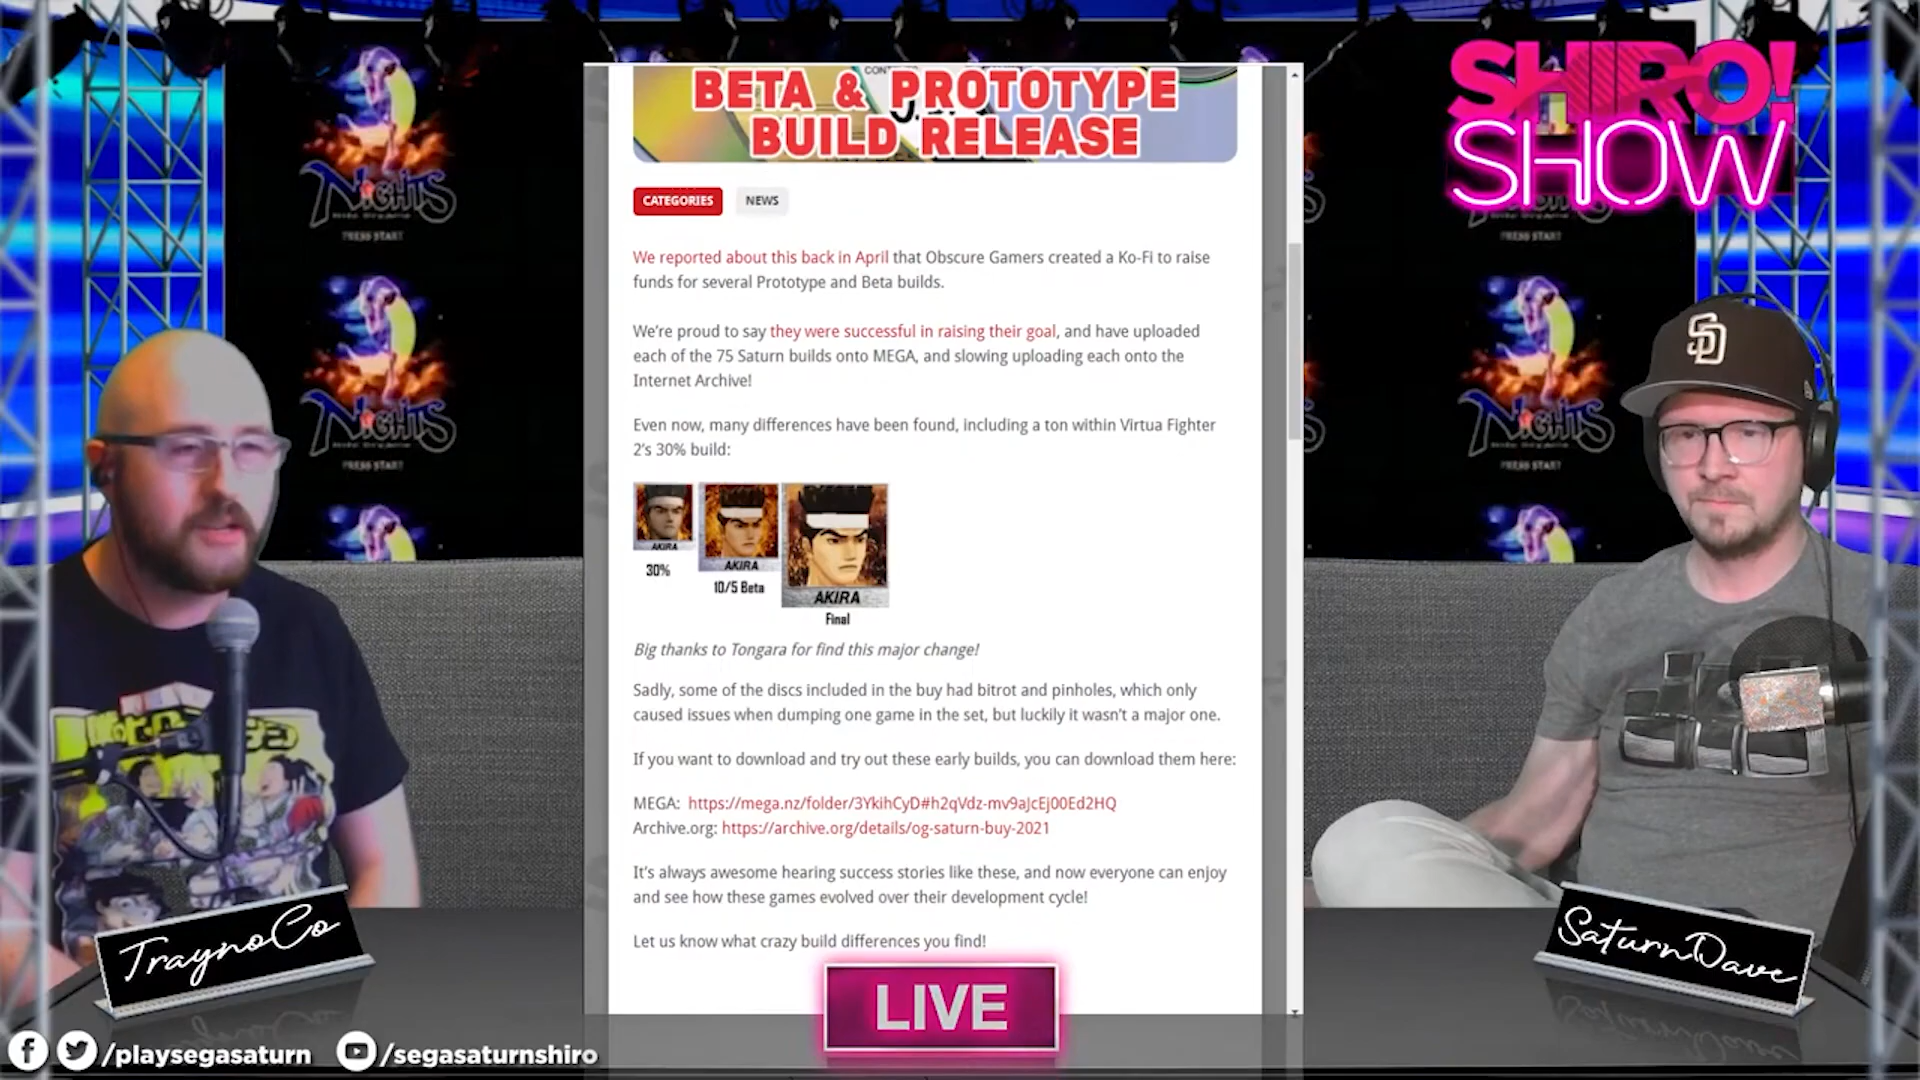 SHIRO!
SHOW
BETA & PROTOTYPE
BUILD RELEASE
CATEGORIES
NEWS
We reported about this back in April that Obscure Gamers created a Ko-Fi to raise
funds for several Prototype and Beta builds.
We're proud to say they were successful in raising their goal, and have uploaded
each of the 75 Saturn builds onto MEGA, and slowing uploading each onto the
Internet Archive!
Even now, many differences have been found, including a ton within Virtua Fighter
2's 30% build:
AKIRA
30%
AKIRA
10/5 Beta
AKIRA
Final
Big thanks to Tongara for find this major change!
Sadly, some of the discs included in the buy had bitrot and pinholes, which only
caused issues when dumping one game in the set, but luckily it wasn't a major one.
If you want to download and try out these early builds, you can download them here:
MEGA: https://mega.nz/folder/3YkihCyD#h2qVdz-mv9aJcEj00Ed2HQ
Archive.org: https://archive.org/details/og-saturn-buy-2021
It's always awesome hearing success stories like these, and now everyone can enjoy
and see how these games evolved over their development cycle!
Let us know what crazy build differences you find!
LIVE
NiGHTS
PRESS START
NiGHTS
PRESS START
PRESS START
NiGHTS
PRESS START
SD
TraynoCo
SaturnDave
/playsegasaturn
/segasaturnshiro